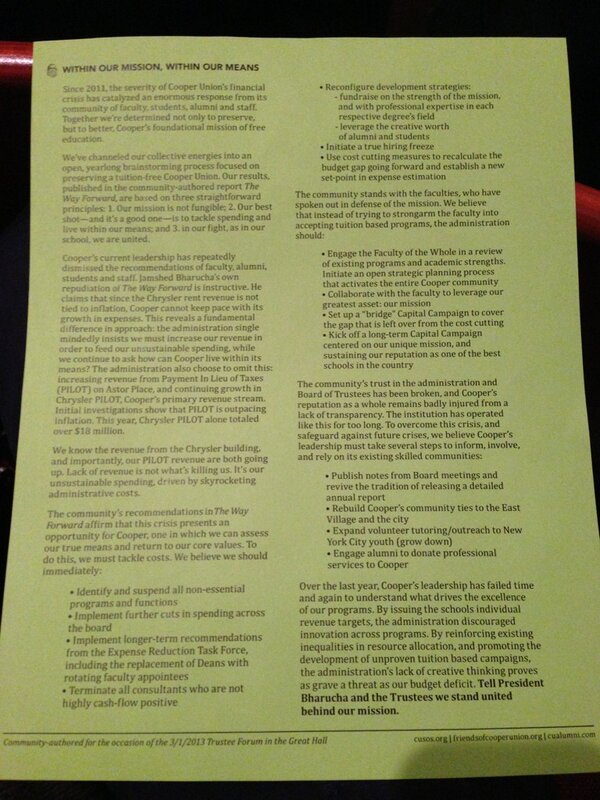 WITHIN OUR MISSION, WITHIN OUR MEANS
Since 2011, the severity of Cooper Union's financial
crisis has catalyzed an enormous response from its
community of faculty, students, alumni and staff.
Together we're determined not only to preserve,
but to better, Cooper's foundational mission of free
education.
We've channeled our collective energies into an
open, yearlong brainstorming process focused on
preserving a tuition-free Cooper Union. Our results,
published in the community-authored report The
Way Forward, are based on three straightforward
principles: 1. Our mission is not fungible; 2. Our best
shot—and it's a good one—is to tackle spending and
live within our means; and 3. in our fight, as in our
school, we are united.
Cooper's current leadership has repeatedly
dismissed the recommendations of faculty, alumni,
students and staff. Jamshed Bharucha's own
repudiation of The Way Forward is instructive. He
claims that since the Chrysler rent revenue is not
tied to inflation, Cooper cannot keep pace with its
growth in expenses. This reveals a fundamental
difference in approach: the administration single
mindedly insists we must increase our revenue in
order to feed our unsustainable spending, while
we continue to ask how can Cooper live within its
means? The administration also choose to omit this:
increasing revenue from Payment In Lieu of Taxes
(PILOT) on Astor Place, and continuing growth in
Chrysler PILOT, Cooper's primary revenue stream.
Initial investigations show that PILOT is outpacing
inflation. This year, Chrysler PILOT alone totaled
over $18 million.
We know the revenue from the Chrysler building,
and importantly, our PILOT revenue are both going
up. Lack of revenue is not what's killing us. It's our
unsustainable spending, driven by skyrocketing
administrative costs.
The community's recommendations in The Way
Forward affirm that this crisis presents an
opportunity for Cooper, one in which we can assess
our true means and return to our core values. To
do this, we must tackle costs. We believe we should
immediately:
• Identify and suspend all non-essential
programs and functions
• Implement further cuts in spending across
the board
• Implement longer-term recommendations
from the Expense Reduction Task Force,
including the replacement of Deans with
rotating faculty appointees
• Terminate all consultants who are not
highly cash-flow positive
• Reconfigure development strategies:
- fundraise on the strength of the mission,
and with professional expertise in each
respective degree's field
- leverage the creative worth
of alumni and students
• Initiate a true hiring freeze
• Use cost cutting measures to recalculate the
budget gap going forward and establish a new
set-point in expense estimation
The community stands with the faculties, who have
spoken out in defense of the mission. We believe
that instead of trying to strongarm the faculty into
accepting tuition based programs, the administration
should:
• Engage the Faculty of the Whole in a review
of existing programs and academic strengths.
Initiate an open strategic planning process
that activates the entire Cooper community
• Collaborate with the faculty to leverage our
greatest asset: our mission
• Set up a "bridge" Capital Campaign to cover
the gap that is left over from the cost cutting
• Kick off a long-term Capital Campaign
centered on our unique mission, and
sustaining our reputation as one of the best
schools in the country
The community's trust in the administration and
Board of Trustees has been broken, and Cooper's
reputation as a whole remains badly injured from a
lack of transparency. The institution has operated
like this for too long. To overcome this crisis, and
safeguard against future crises, we believe Cooper's
leadership must take several steps to inform, involve,
and rely on its existing skilled communities:
• Publish notes from Board meetings and
revive the tradition of releasing a detailed
annual report
• Rebuild Cooper's community ties to the East
Village and the city
• Expand volunteer tutoring/outreach to New
York City youth (grow down)
• Engage alumni to donate professional
services to Cooper
Over the last year, Cooper's leadership has failed time
and again to understand what drives the excellence
of our programs. By issuing the schools individual
revenue targets, the administration discouraged
innovation across programs. By reinforcing existing
inequalities in resource allocation, and promoting the
development of unproven tuition based campaigns,
the administration's lack of creative thinking proves
as grave a threat as our budget deficit. Tell President
Bharucha and the Trustees we stand united
behind our mission.
Community-authored for the occasion of the 3/1/2013 Trustee Forum in the Great Hall
cusos.org | friendsofcooperunion.org | cualumni.com